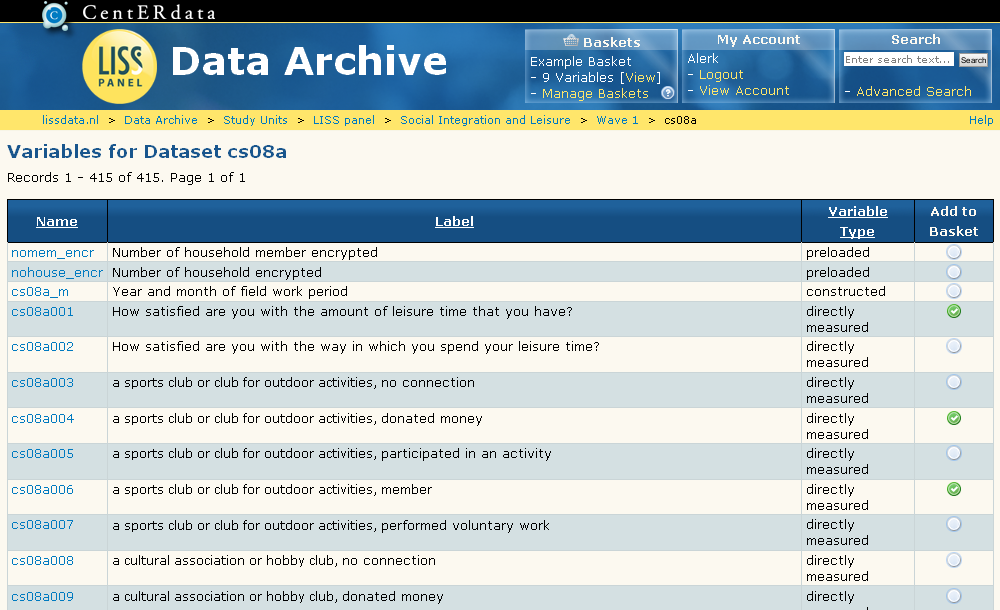 CentERdata
LISS
PANEL
Data Archive
Baskets
Example Basket
- 9 Variables [View]
- Manage Baskets ?
My Account
Alerk
- Logout
- View Account
Search
Enter search text... Search
- Advanced Search
lissdata.nl > Data Archive > Study Units > LISS panel > Social Integration and Leisure > Wave 1 > cs08a Help
Variables for Dataset cs08a
Records 1 - 415 of 415. Page 1 of 1
Name Label Variable Type Add to Basket
nomem_encr Number of household member encrypted preloaded
nohouse_encr Number of household encrypted preloaded
cs08a_m Year and month of field work period constructed
cs08a001 How satisfied are you with the amount of leisure time that you have? directly
measured
cs08a002 How satisfied are you with the way in which you spend your leisure time? directly
measured
cs08a003 a sports club or club for outdoor activities, no connection directly
measured
cs08a004 a sports club or club for outdoor activities, donated money directly
measured
cs08a005 a sports club or club for outdoor activities, participated in an activity directly
measured
cs08a006 a sports club or club for outdoor activities, member directly
measured
cs08a007 a sports club or club for outdoor activities, performed voluntary work directly
measured
cs08a008 a cultural association or hobby club, no connection directly
measured
cs08a009 a cultural association or hobby club, donated money directly